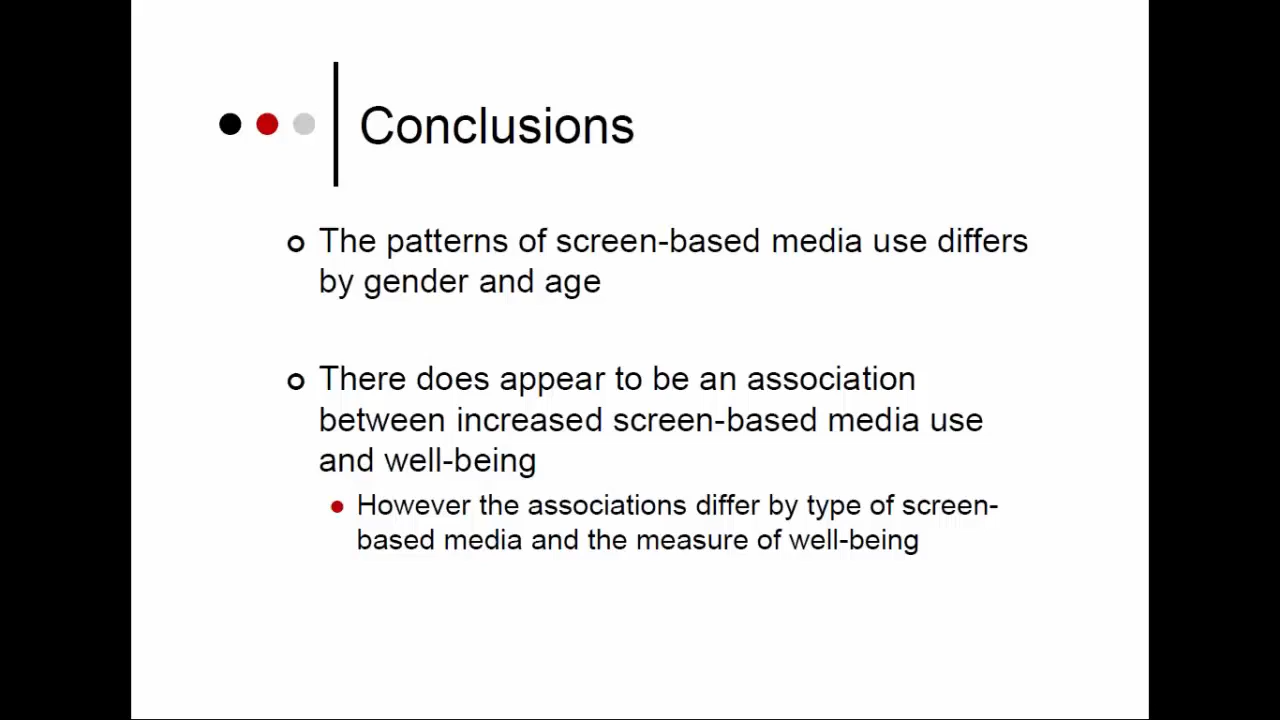 Conclusions
The patterns of screen-based media use differs
by gender and age
There does appear to be an association
between increased screen-based media use
and well-being
However the associations differ by type of screen-
based media and the measure of well-being